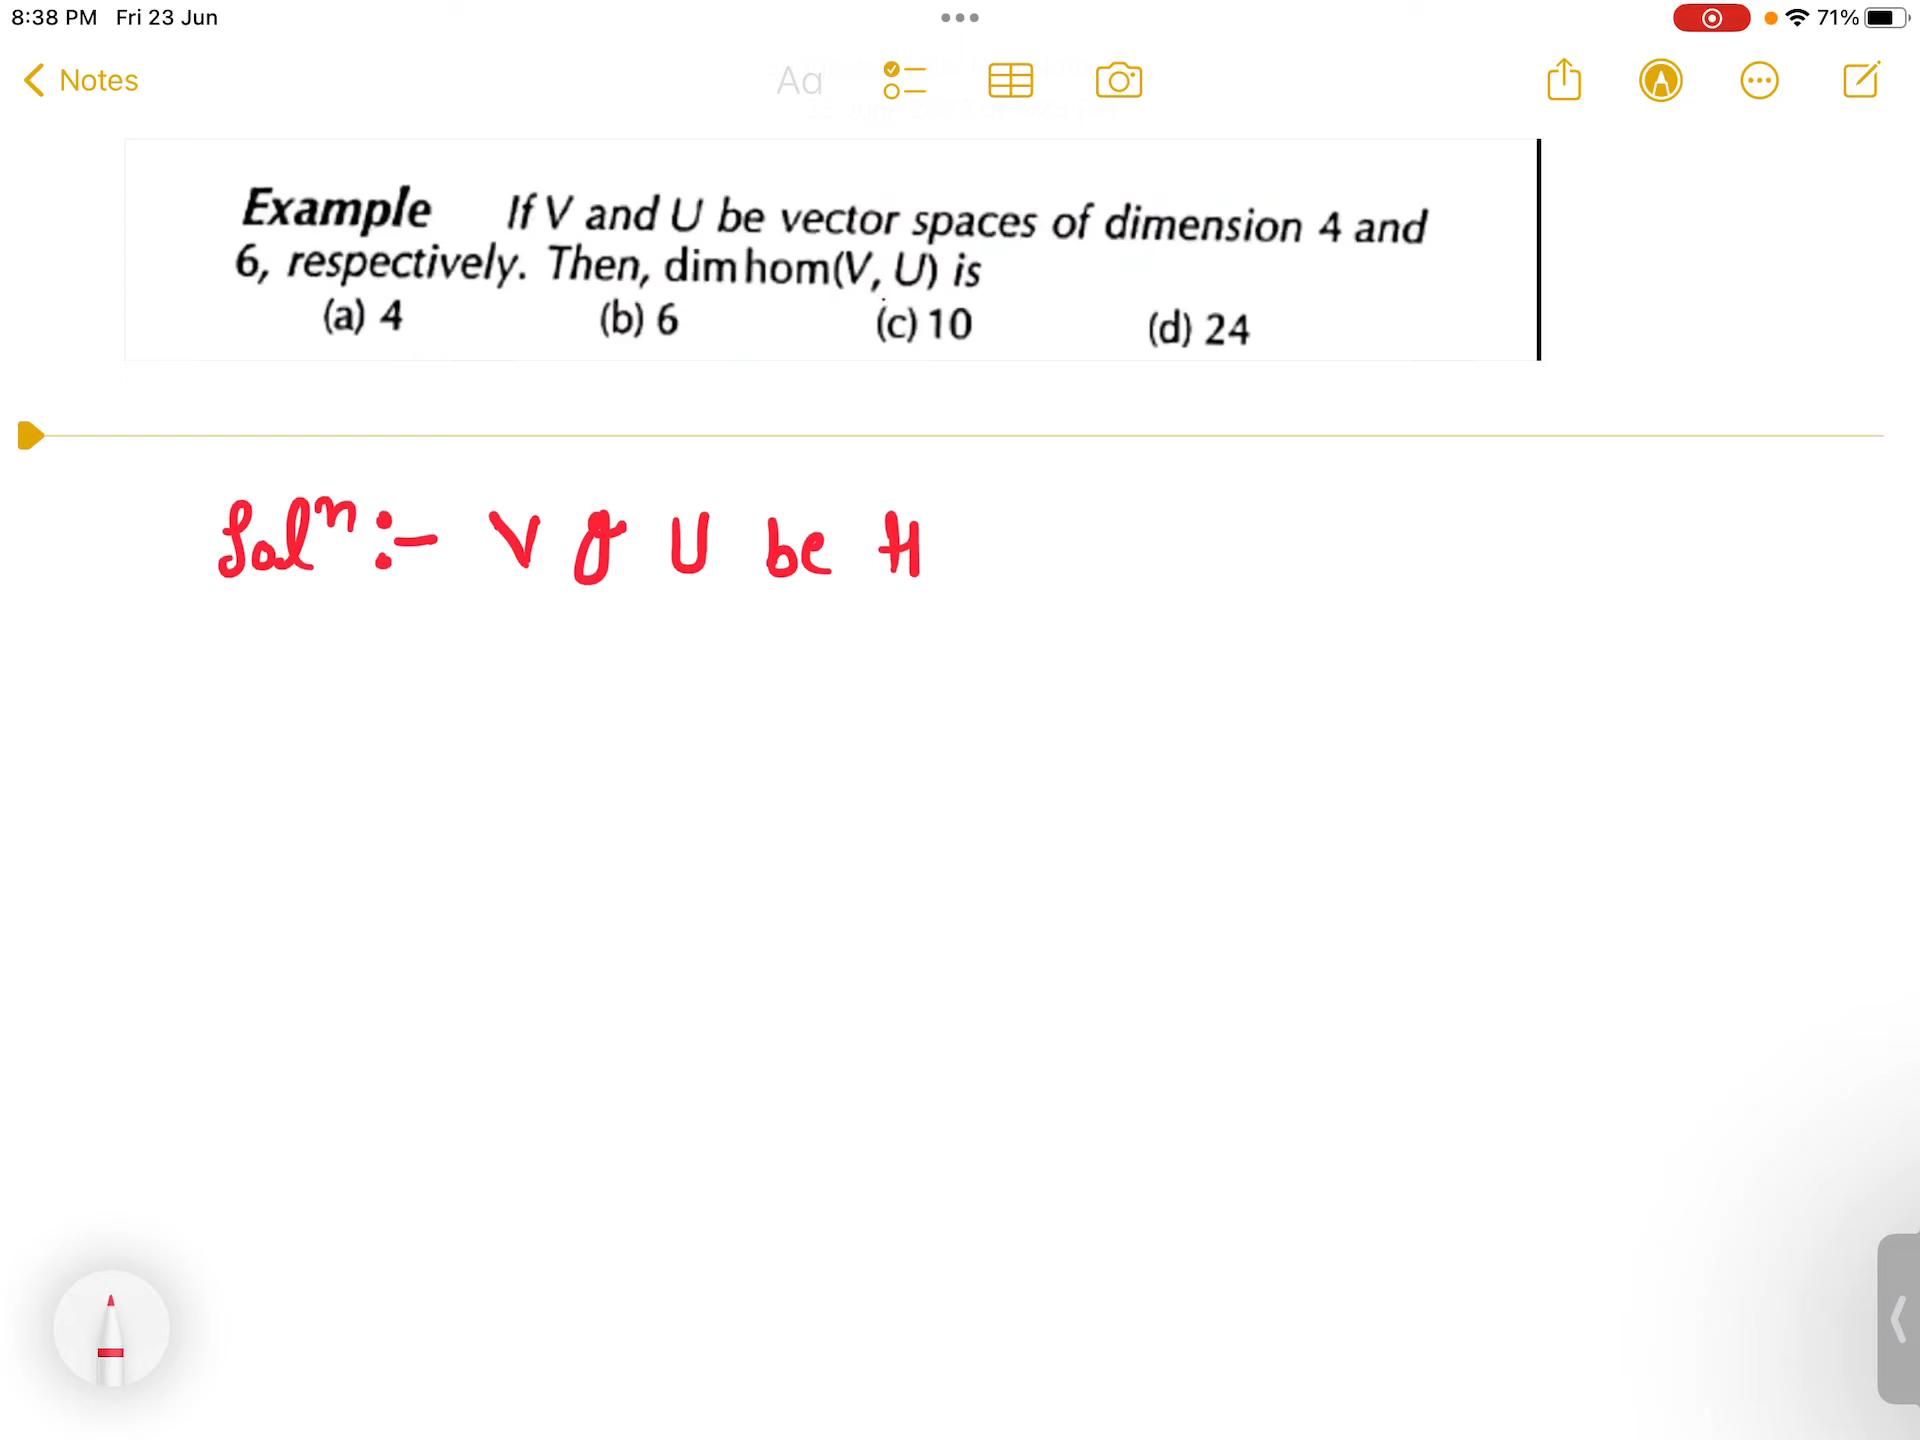 8:38 PM Fri 23 Jun
71%
Notes
Aa
Example If V and U be vector spaces of dimension 4 and
6, respectively. Then, dim hom(V, U) is
(a) 4 (b) 6 (c) 10 (d) 24
Solⁿ :- V & U be